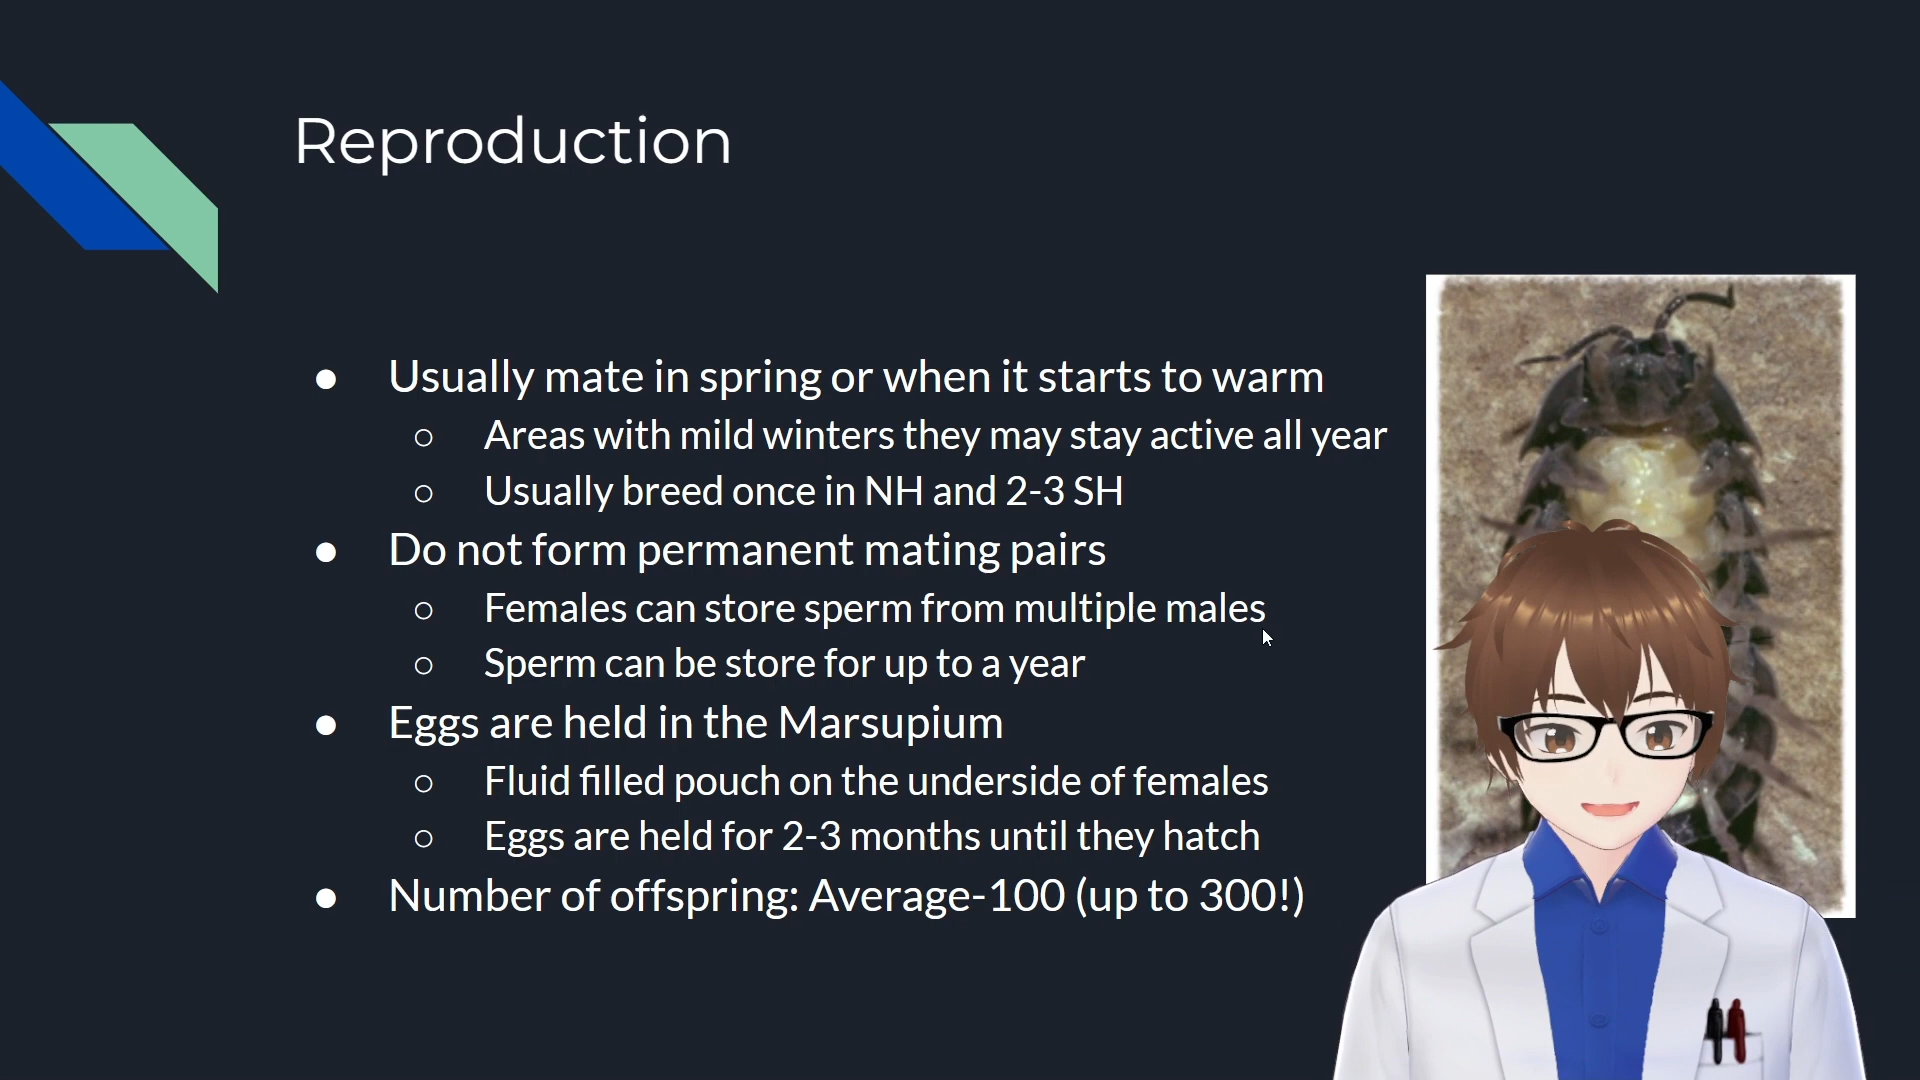 Reproduction
● Usually mate in spring or when it starts to warm
○ Areas with mild winters they may stay active all year
○ Usually breed once in NH and 2-3 SH
● Do not form permanent mating pairs
○ Females can store sperm from multiple males
○ Sperm can be store for up to a year
● Eggs are held in the Marsupium
○ Fluid filled pouch on the underside of females
○ Eggs are held for 2-3 months until they hatch
● Number of offspring: Average-100 (up to 300!)